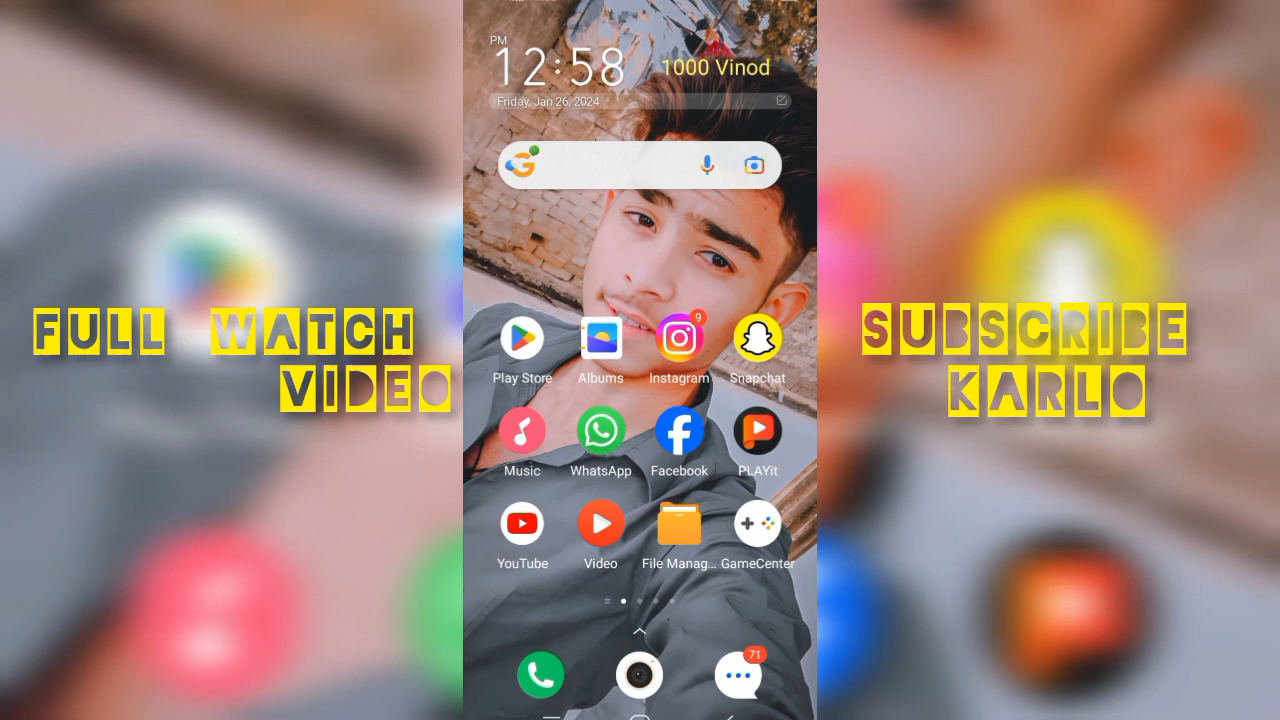 PM
12:58
1000 Vinod
Friday, Jan 26, 2024
FULL WATCH
VIDEO
SUBSCRIBE
KARLO
9
Play Store
Albums
Instagram
Snapchat
Music
WhatsApp
Facebook
PLAYit
YouTube
Video
File Manag...
GameCenter
71